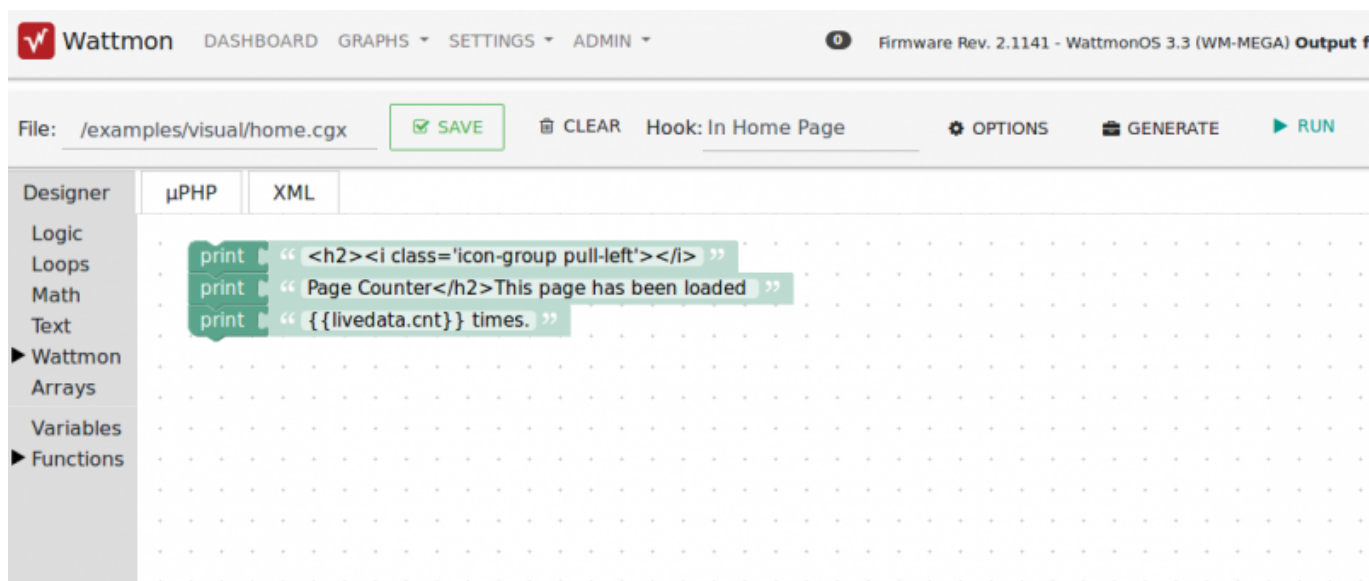 Wattmon DASHBOARD GRAPHS SETTINGS ADMIN 0 Firmware Rev. 2.1141 - WattmonOS 3.3 (WM-MEGA) Output f
File: /examples/visual/home.cgx SAVE CLEAR Hook: In Home Page OPTIONS GENERATE RUN
Designer µPHP XML
Logic
Loops
Math
Text
Wattmon
Arrays
Variables
Functions
print “ <h2><i class='icon-group pull-left'></i> ”
print “ Page Counter</h2>This page has been loaded ”
print “ {{livedata.cnt}} times. ”